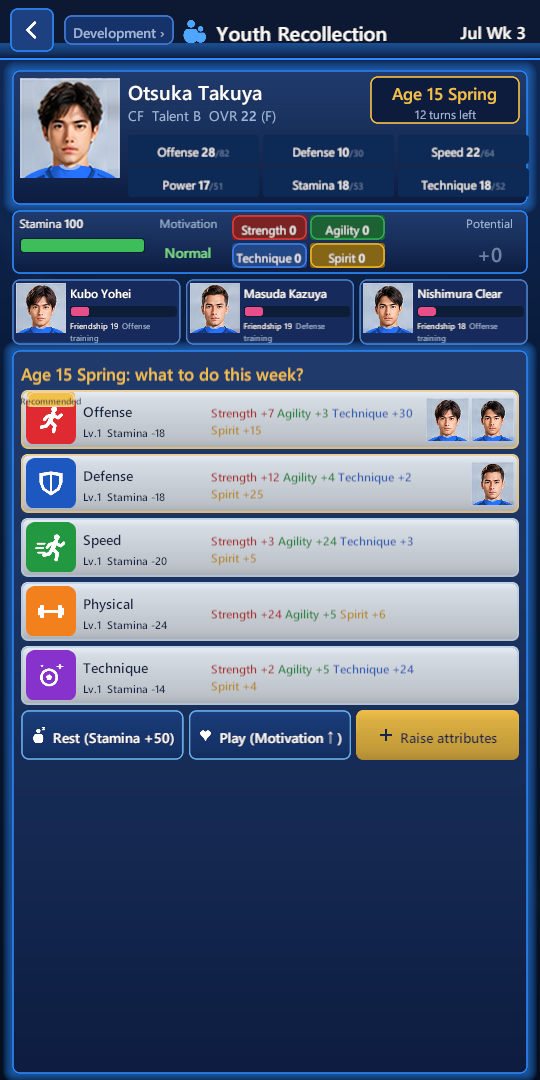 Development ›
Youth Recollection
Jul Wk 3
Otsuka Takuya
CF Talent B OVR 22 (F)
Age 15 Spring
12 turns left
Offense 28/82
Defense 10/30
Speed 22/64
Power 17/51
Stamina 18/53
Technique 18/52
Stamina 100
Motivation
Normal
Strength 0
Agility 0
Technique 0
Spirit 0
Potential
+0
Kubo Yohei
Friendship 19 Offense
training
Masuda Kazuya
Friendship 19 Defense
training
Nishimura Clear
Friendship 18 Offense
training
Age 15 Spring: what to do this week?
Recommended
Offense
Lv.1 Stamina -18
Strength +7 Agility +3 Technique +30
Spirit +15
Defense
Lv.1 Stamina -18
Strength +12 Agility +4 Technique +2
Spirit +25
Speed
Lv.1 Stamina -20
Strength +3 Agility +24 Technique +3
Spirit +5
Physical
Lv.1 Stamina -24
Strength +24 Agility +5 Spirit +6
Technique
Lv.1 Stamina -14
Strength +2 Agility +5 Technique +24
Spirit +4
Rest (Stamina +50)
Play (Motivation ↑)
+ Raise attributes